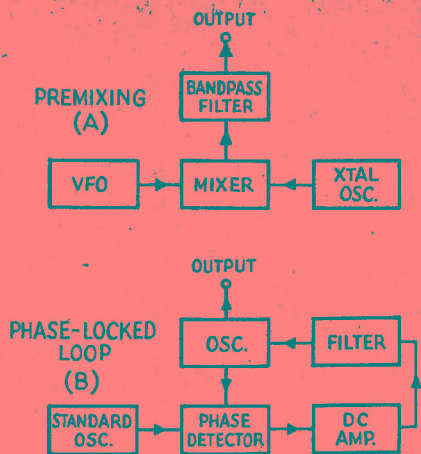 OUTPUT
PREMIXING
(A)
BANDPASS
FILTER
VFO
MIXER
XTAL
OSC.
OUTPUT
PHASE-LOCKED
LOOP
(B)
OSC.
FILTER
STANDARD
OSC.
PHASE
DETECTOR
DC
AMP.